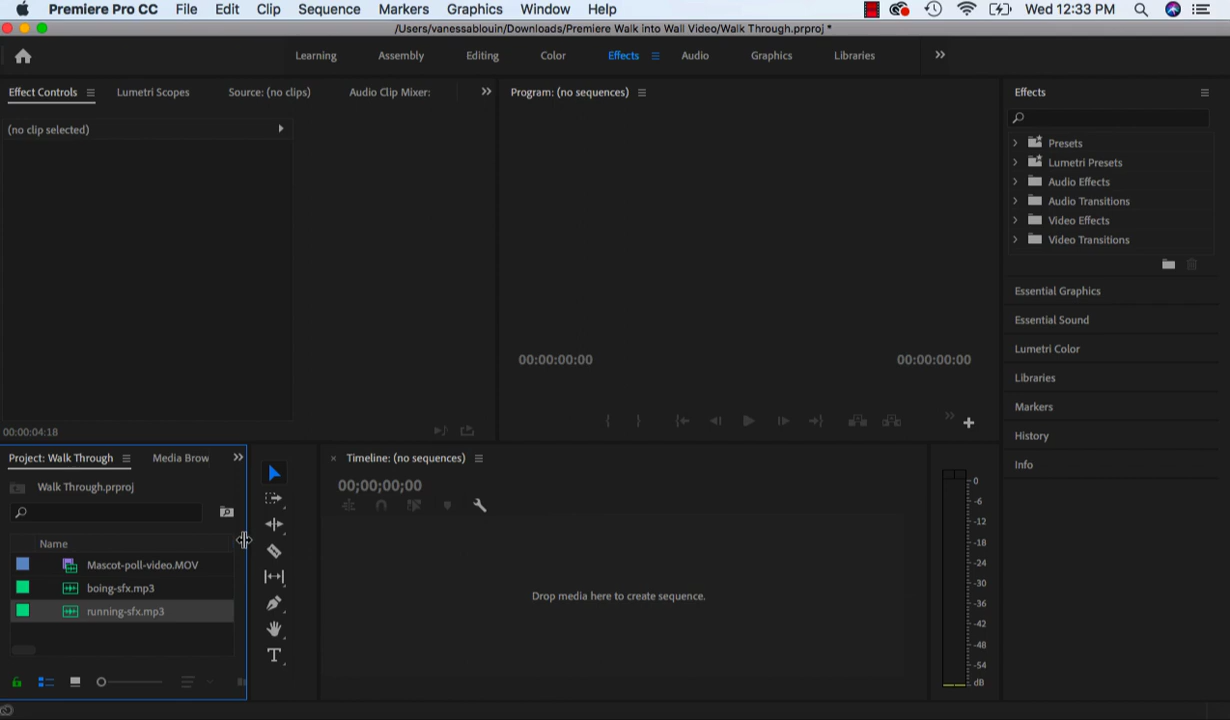 Premiere Pro CC File Edit Clip Sequence Markers Graphics Window Help Wed 12:33 PM
/Users/vanessablouin/Downloads/Premiere Walk into Wall Video/Walk Through.prproj *
Learning Assembly Editing Color Effects Audio Graphics Libraries
Effect Controls Lumetri Scopes Source: (no clips) Audio Clip Mixer:
(no clip selected)
00:00:04:18
Program: (no sequences)
00:00:00:00 00:00:00:00
Effects
Presets
Lumetri Presets
Audio Effects
Audio Transitions
Video Effects
Video Transitions
Essential Graphics
Essential Sound
Lumetri Color
Libraries
Markers
History
Info
Project: Walk Through Media Brow
Walk Through.prproj
Name
Mascot-poll-video.MOV
boing-sfx.mp3
running-sfx.mp3
Timeline: (no sequences)
00;00;00;00
Drop media here to create sequence.
0
-6
-12
-18
-24
-30
-36
-42
-48
-54
dB